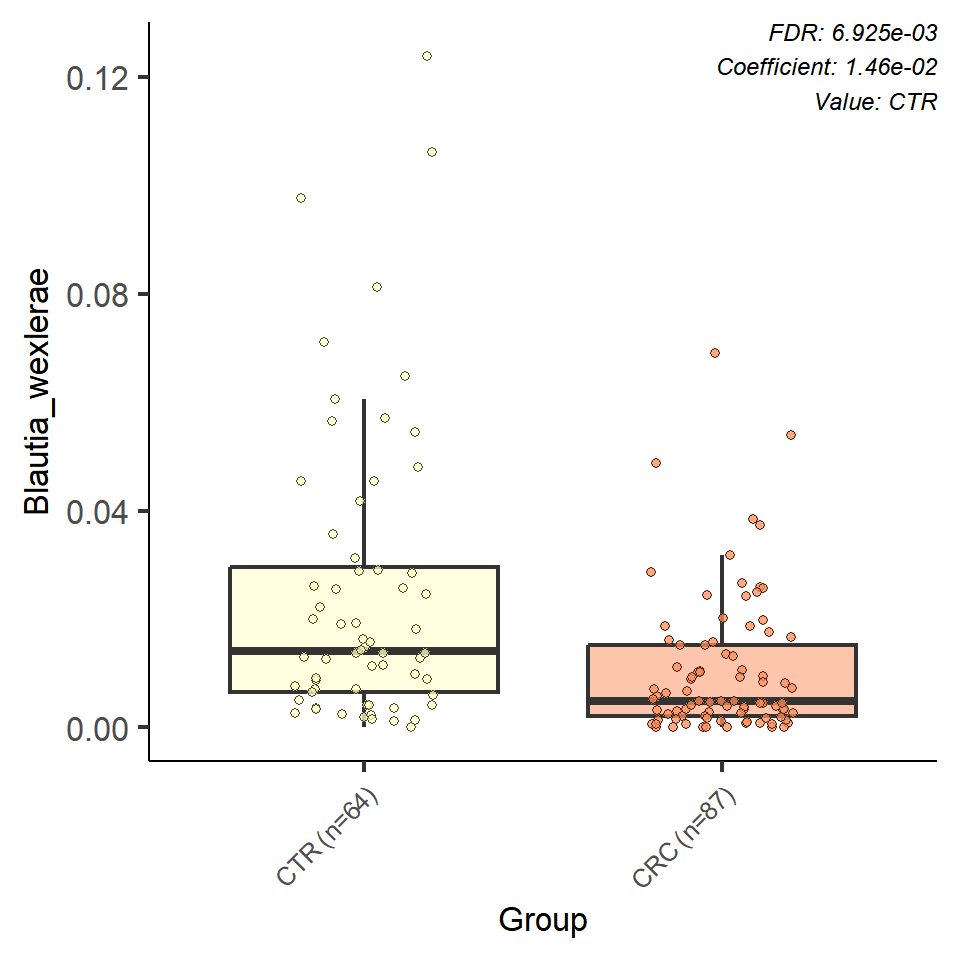 FDR: 6.925e-03
Coefficient: 1.46e-02
Value: CTR
0.12
0.08
0.04
0.00
Blautia_wexlerae
CTR (n=64)
CRC (n=87)
Group